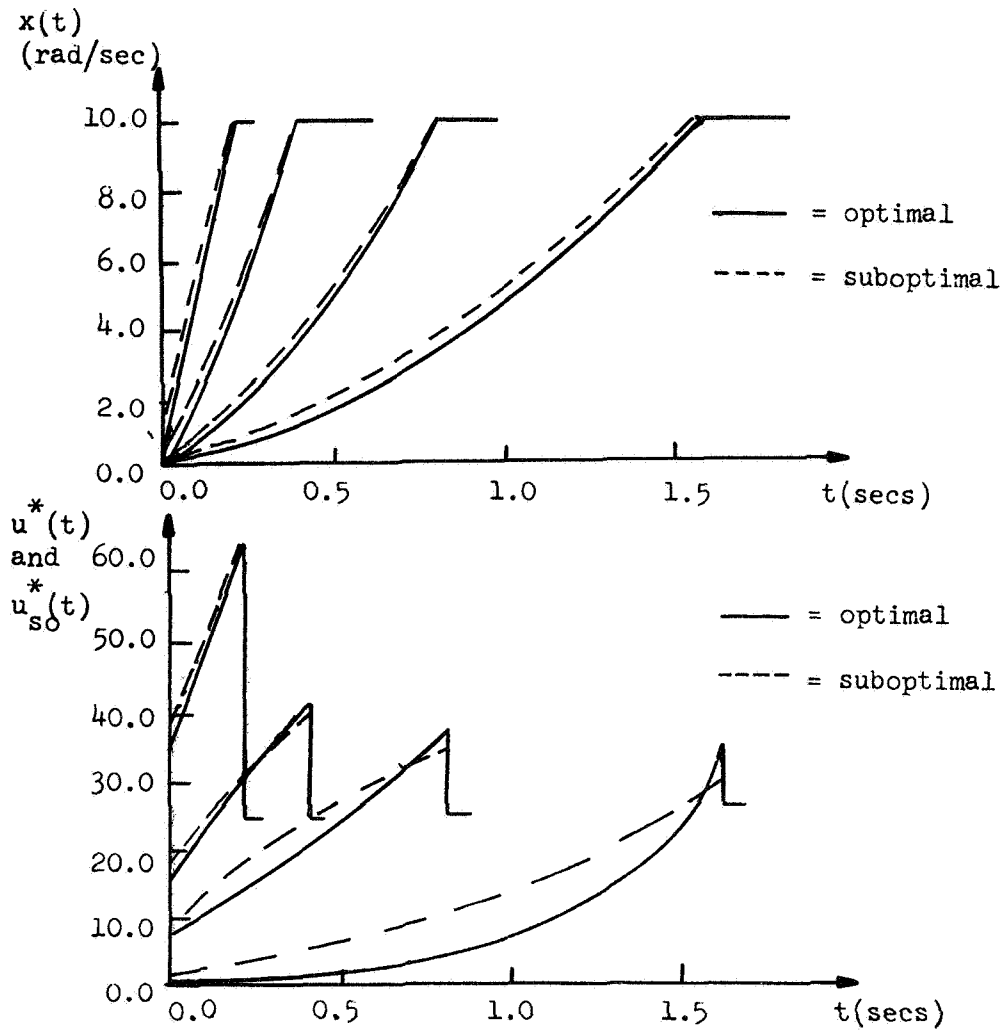 x(t)
(rad/sec)
10.0
8.0
6.0
4.0
2.0
0.0
0.0 0.5 1.0 1.5 t(secs)
= optimal
= suboptimal
u*(t)
and
u*so(t)
60.0
50.0
40.0
30.0
20.0
10.0
0.0
0.0 0.5 1.0 1.5 t(secs)
= optimal
= suboptimal